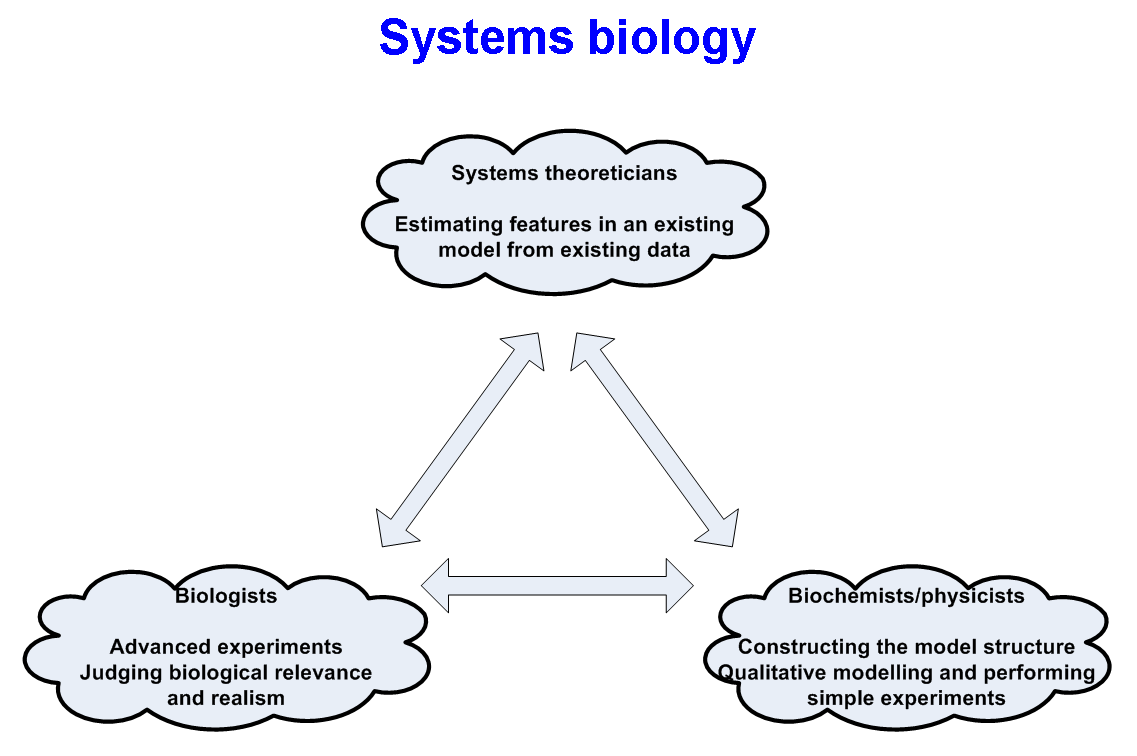 Systems biology
Systems theoreticians
Estimating features in an existing
model from existing data
Biologists
Advanced experiments
Judging biological relevance
and realism
Biochemists/physicists
Constructing the model structure
Qualitative modelling and performing
simple experiments